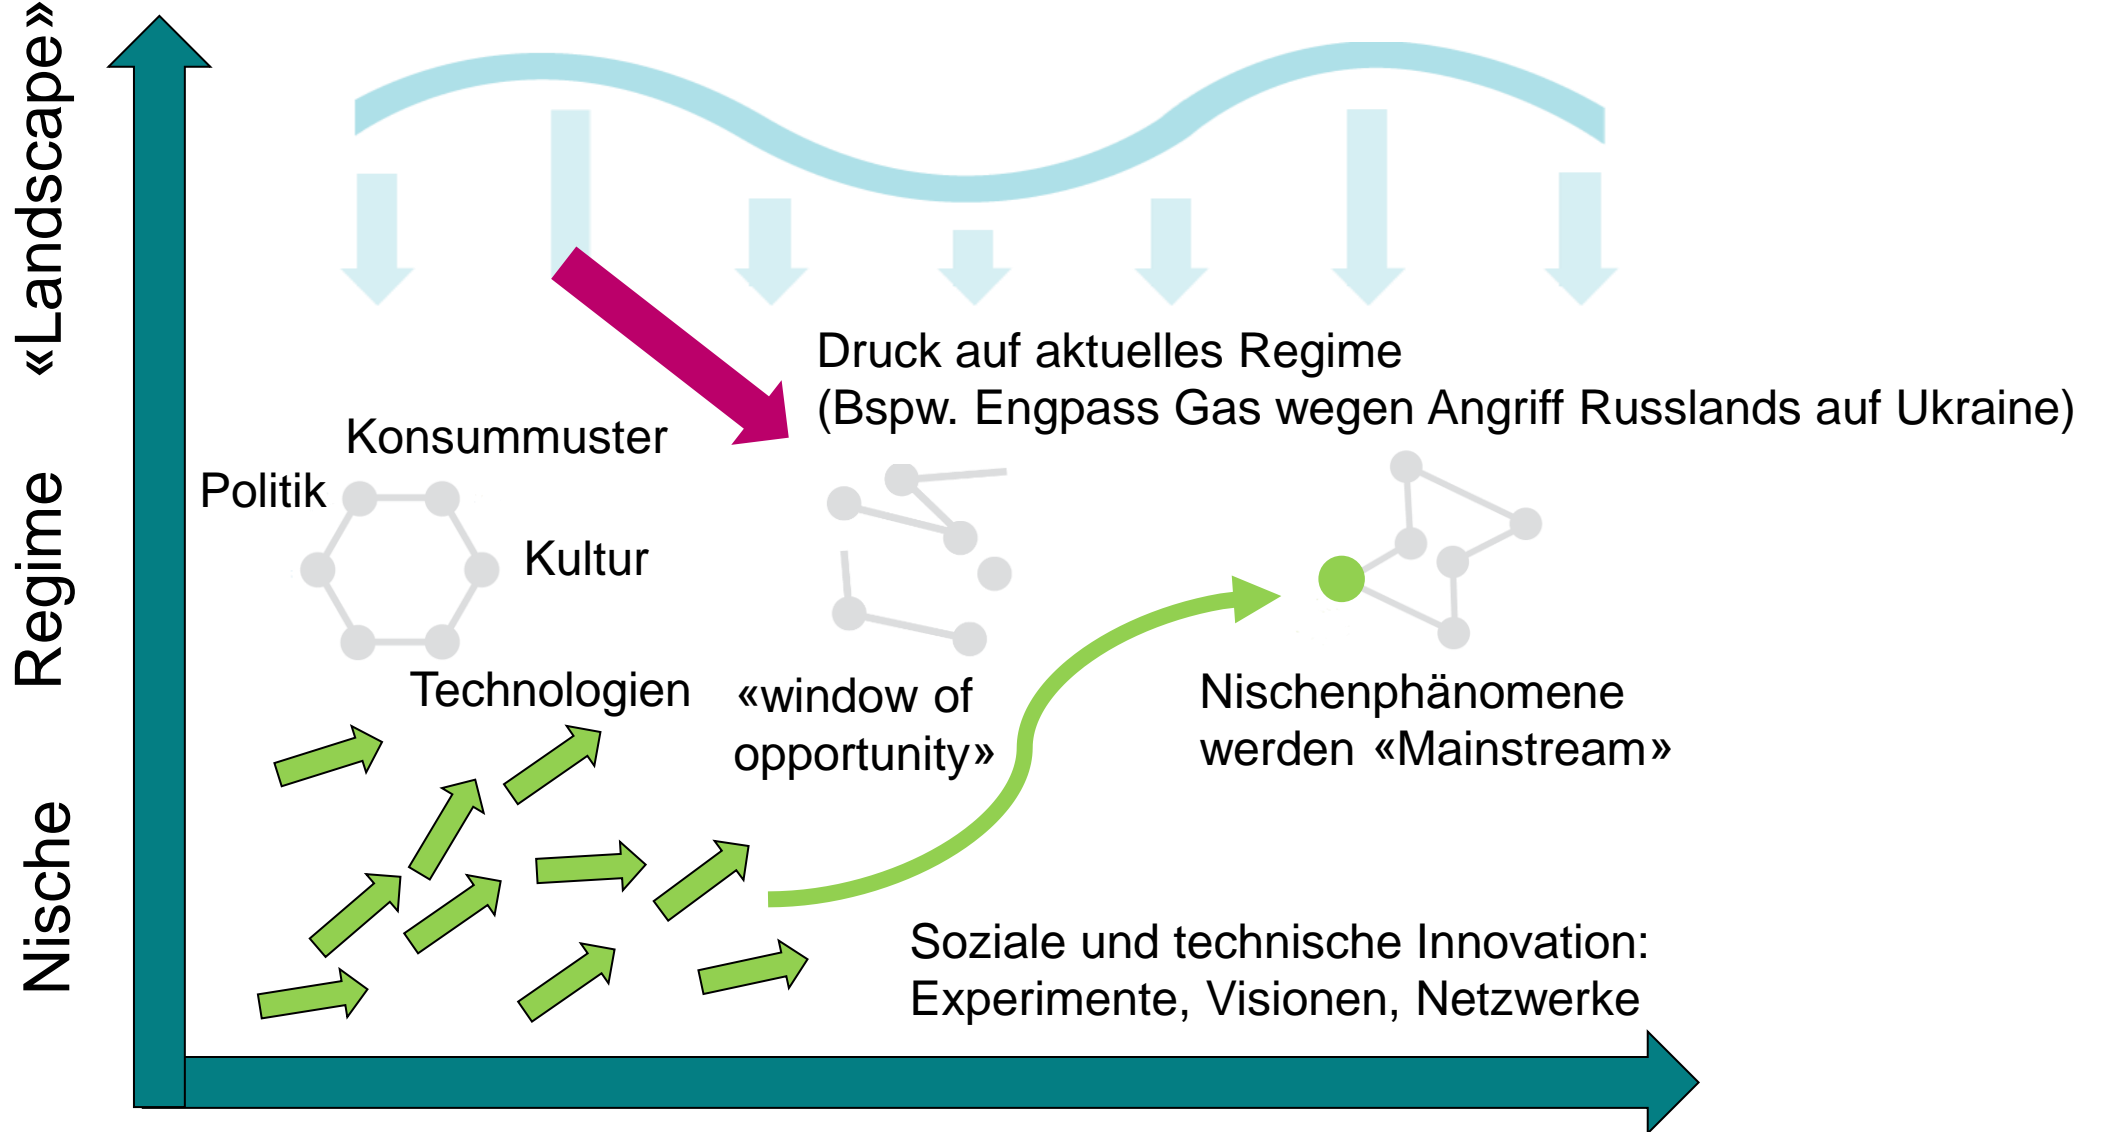 «Landscape»
Druck auf aktuelles Regime
(Bspw. Engpass Gas wegen Angriff Russlands auf Ukraine)
Regime
Konsummuster
Politik
Kultur
Technologien
«window of
opportunity»
Nischenphänomene
werden «Mainstream»
Nische
Soziale und technische Innovation:
Experimente, Visionen, Netzwerke